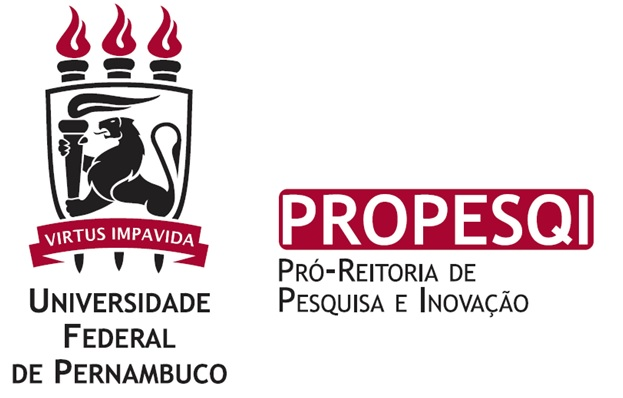 VIRTUS IMPAVIDA
UNIVERSIDADE
FEDERAL
DE PERNAMBUCO
PROPESQI
PRÓ-REITORIA DE
PESQUISA E INOVAÇÃO